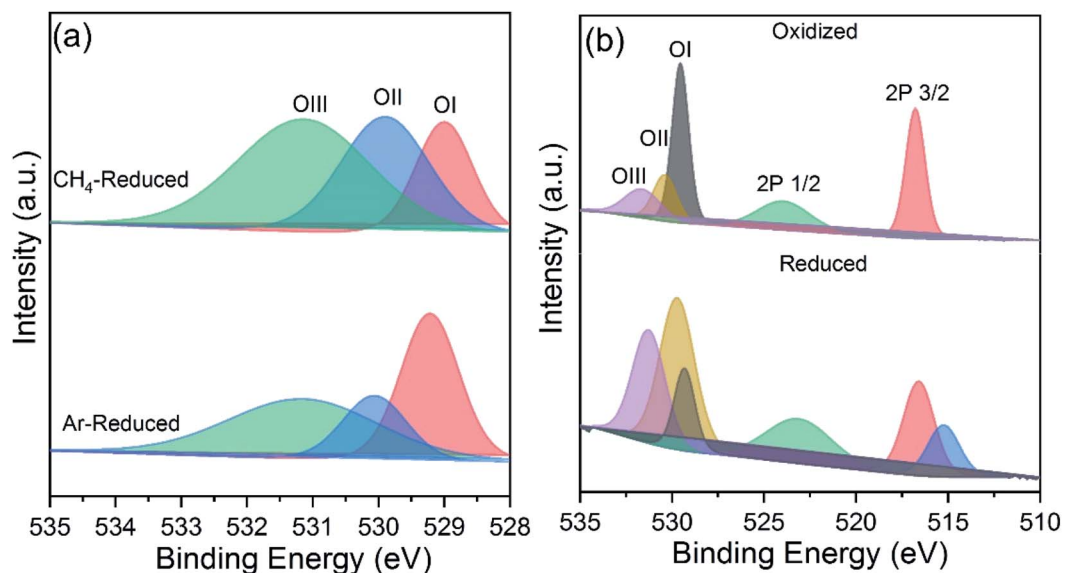 (a)
OIII
OII
OI
CH₄-Reduced
Ar-Reduced
Intensity (a.u.)
535 534 533 532 531 530 529 528
Binding Energy (eV)
(b)
Oxidized
OI
2P 3/2
OII
OIII
2P 1/2
Reduced
Intensity (a.u.)
535 530 525 520 515 510
Binding Energy (eV)